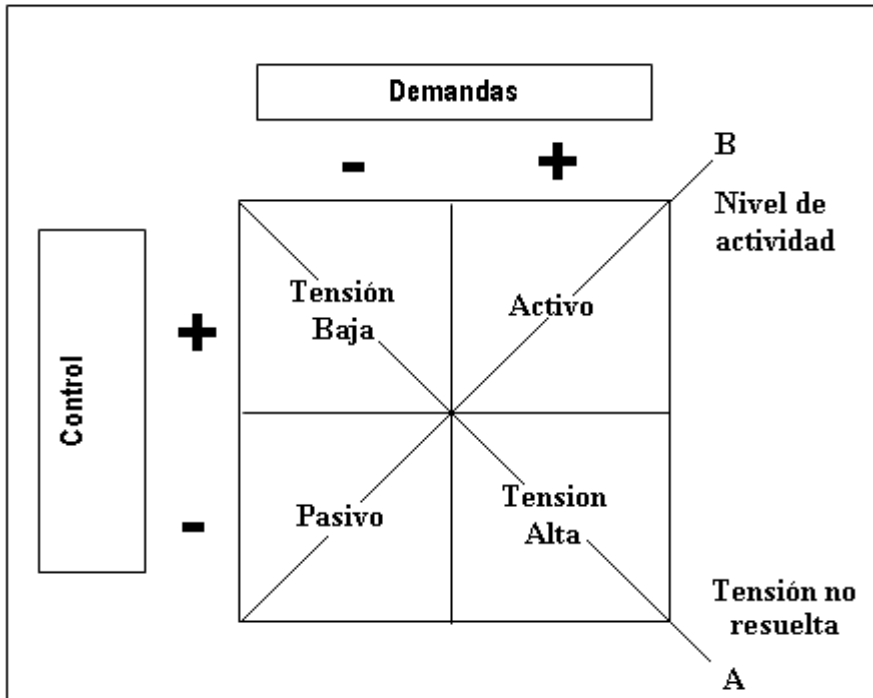 Demandas
- +
B
Nivel de
actividad
Control
+
-
Tensión
Baja
Activo
Pasivo
Tension
Alta
Tensión no
resuelta
A